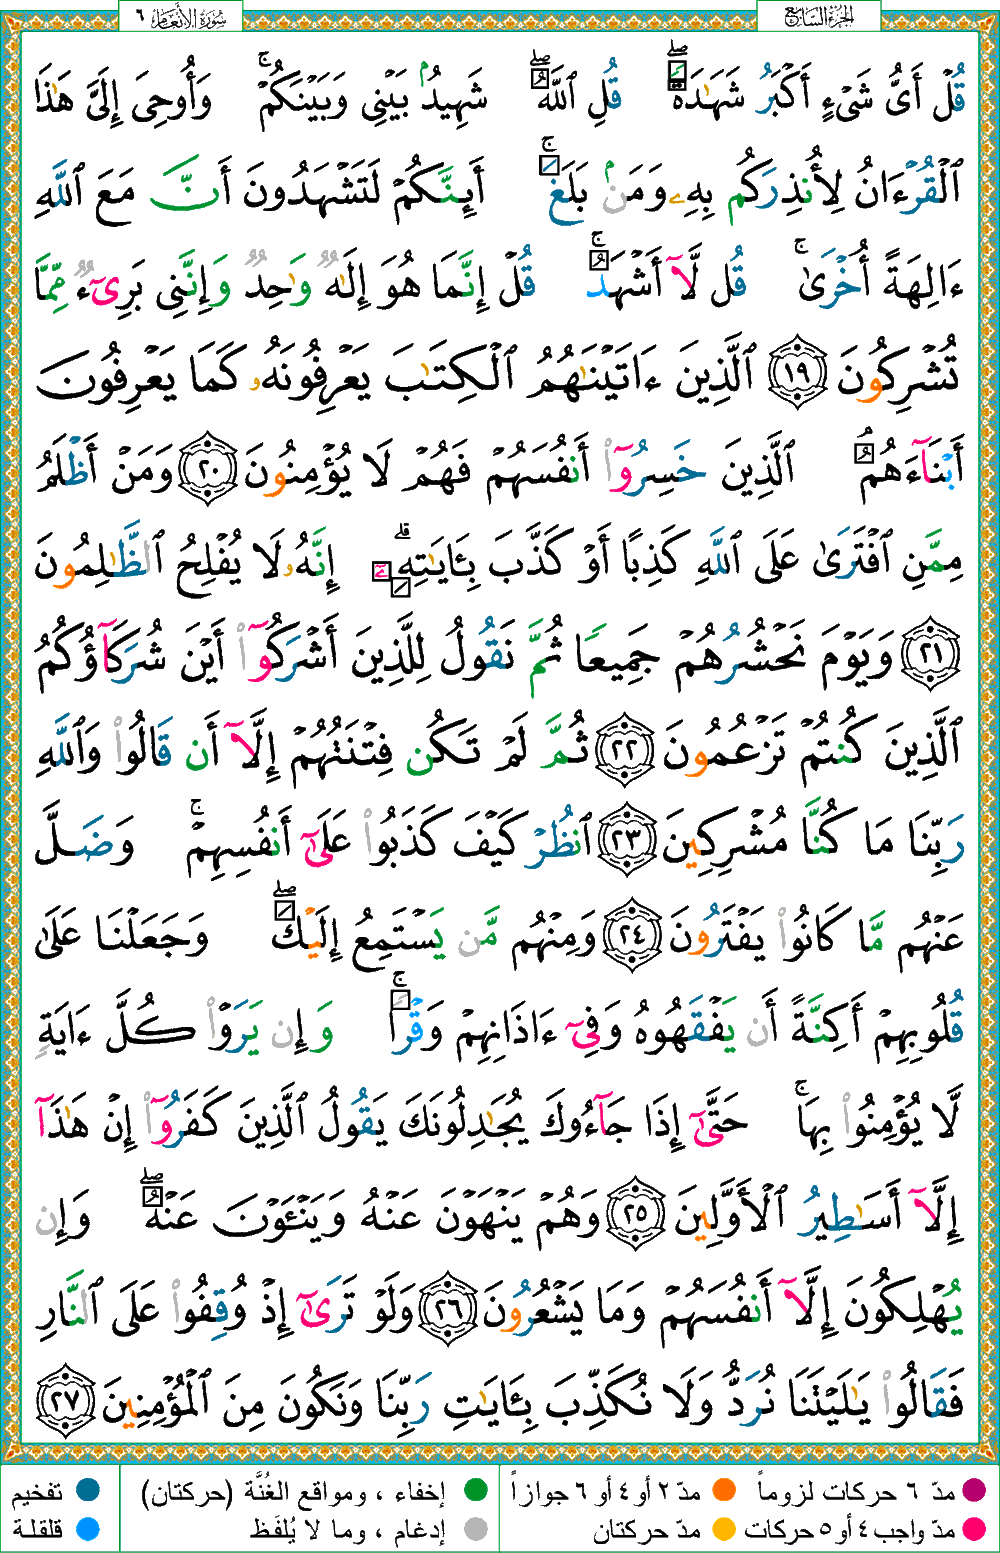 الجزء السابع
سورة الأنعام ٦
قُلْ أَىُّ شَىْءٍ أَكْبَرُ شَهَـٰدَةً ۖ قُلِ ٱللَّهُ ۖ شَهِيدٌۢ بَيْنِى وَبَيْنَكُمْ ۚ وَأُوحِىَ إِلَىَّ هَـٰذَا
ٱلْقُرْءَانُ لِأُنذِرَكُم بِهِۦ وَمَنۢ بَلَغَ ۚ أَئِنَّكُمْ لَتَشْهَدُونَ أَنَّ مَعَ ٱللَّهِ
ءَالِهَةً أُخْرَىٰ ۚ قُل لَّآ أَشْهَدُ ۚ قُلْ إِنَّمَا هُوَ إِلَـٰهٌ وَٰحِدٌ وَإِنَّنِى بَرِىٓءٌ مِّمَّا
تُشْرِكُونَ ١٩ ٱلَّذِينَ ءَاتَيْنَـٰهُمُ ٱلْكِتَـٰبَ يَعْرِفُونَهُۥ كَمَا يَعْرِفُونَ
أَبْنَآءَهُمُ ٱلَّذِينَ خَسِرُوٓا۟ أَنفُسَهُمْ فَهُمْ لَا يُؤْمِنُونَ ٢٠ وَمَنْ أَظْلَمُ
مِمَّنِ ٱفْتَرَىٰ عَلَى ٱللَّهِ كَذِبًا أَوْ كَذَّبَ بِـَٔايَـٰتِهِۦٓ ۗ إِنَّهُۥ لَا يُفْلِحُ ٱلظَّـٰلِمُونَ
٢١ وَيَوْمَ نَحْشُرُهُمْ جَمِيعًا ثُمَّ نَقُولُ لِلَّذِينَ أَشْرَكُوٓا۟ أَيْنَ شُرَكَآؤُكُمُ
ٱلَّذِينَ كُنتُمْ تَزْعُمُونَ ٢٢ ثُمَّ لَمْ تَكُن فِتْنَتُهُمْ إِلَّآ أَن قَالُوا۟ وَٱللَّهِ
رَبِّنَا مَا كُنَّا مُشْرِكِينَ ٢٣ ٱنظُرْ كَيْفَ كَذَبُوا۟ عَلَىٰٓ أَنفُسِهِمْ ۚ وَضَلَّ
عَنْهُم مَّا كَانُوا۟ يَفْتَرُونَ ٢٤ وَمِنْهُم مَّن يَسْتَمِعُ إِلَيْكَ ۖ وَجَعَلْنَا عَلَىٰ
قُلُوبِهِمْ أَكِنَّةً أَن يَفْقَهُوهُ وَفِىٓ ءَاذَانِهِمْ وَقْرًا ۚ وَإِن يَرَوْا۟ كُلَّ ءَايَةٍ
لَّا يُؤْمِنُوا۟ بِهَا ۚ حَتَّىٰٓ إِذَا جَآءُوكَ يُجَـٰدِلُونَكَ يَقُولُ ٱلَّذِينَ كَفَرُوٓا۟ إِنْ هَـٰذَآ
إِلَّآ أَسَـٰطِيرُ ٱلْأَوَّلِينَ ٢٥ وَهُمْ يَنْهَوْنَ عَنْهُ وَيَنْـَٔوْنَ عَنْهُ ۖ وَإِن
يُهْلِكُونَ إِلَّآ أَنفُسَهُمْ وَمَا يَشْعُرُونَ ٢٦ وَلَوْ تَرَىٰٓ إِذْ وُقِفُوا۟ عَلَى ٱلنَّارِ
فَقَالُوا۟ يَـٰلَيْتَنَا نُرَدُّ وَلَا نُكَذِّبَ بِـَٔايَـٰتِ رَبِّنَا وَنَكُونَ مِنَ ٱلْمُؤْمِنِينَ ٢٧
مدّ ٦ حركات لزوماً مدّ ٢ أو ٤ أو ٦ جوازاً إخفاء ، ومواقع الغُنَّة (حركتان) تفخيم
مدّ واجب ٤ أو ٥ حركات مدّ حركتان إدغام ، وما لا يُلفَظ قلقلة